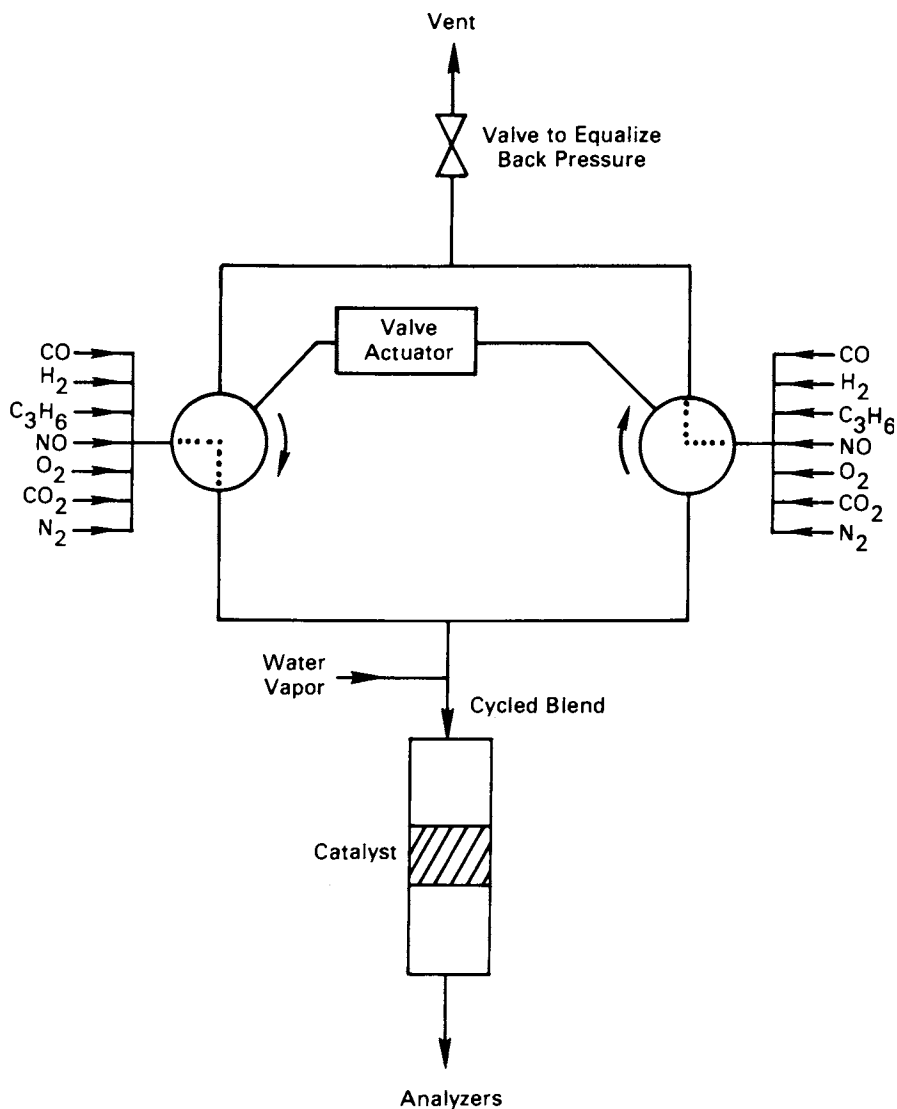 Vent
Valve to Equalize
Back Pressure
Valve
Actuator
CO
H2
C3H6
NO
O2
CO2
N2
CO
H2
C3H6
NO
O2
CO2
N2
Water
Vapor
Cycled Blend
Catalyst
Analyzers